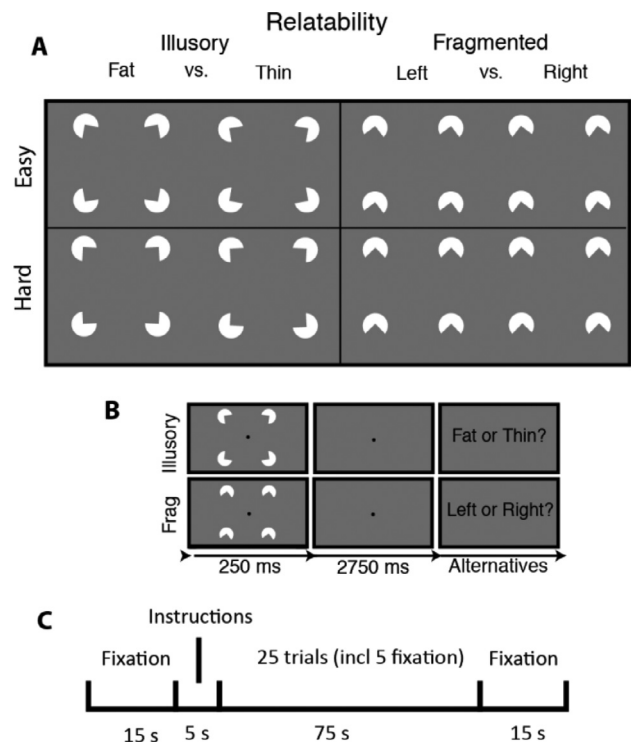 Relatability
A
Illusory Fragmented
Fat vs. Thin Left vs. Right
Easy
Hard
B
Illusory
Fat or Thin?
Frag
Left or Right?
250 ms 2750 ms Alternatives
C
Instructions
Fixation 25 trials (incl 5 fixation) Fixation
15 s 5 s 75 s 15 s